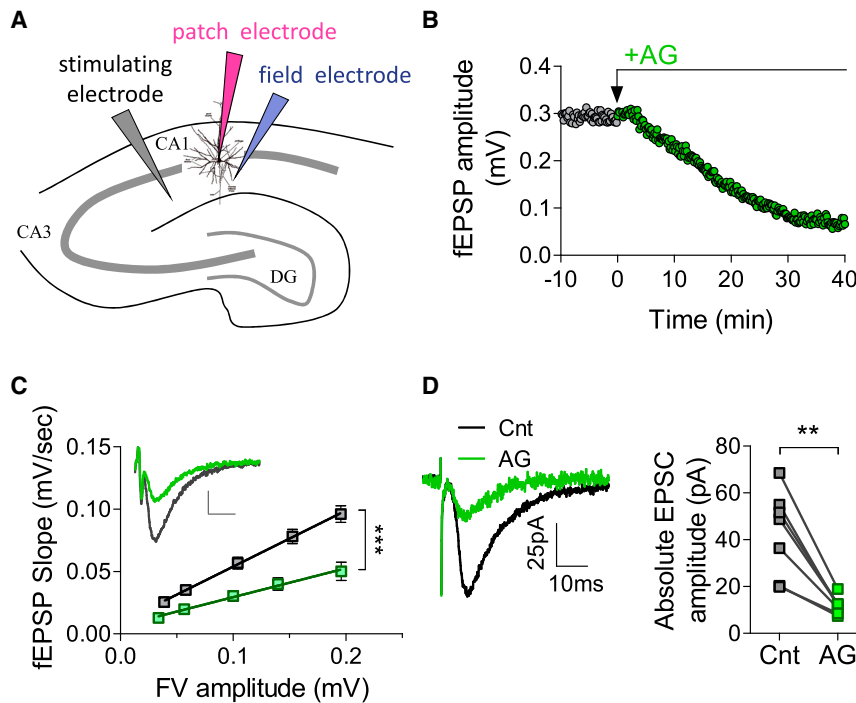 A
patch electrode
stimulating
electrode
field electrode
CA1
CA3
DG
B
+AG
fEPSP amplitude
(mV)
0.4
0.3
0.2
0.1
0.0
-10 0 10 20 30 40
Time (min)
C
fEPSP Slope (mV/sec)
0.15
0.10
0.05
0.00
***
0.0 0.1 0.2
FV amplitude (mV)
D
Cnt
AG
25pA
10ms
Absolute EPSC
amplitude (pA)
**
80
60
40
20
0
Cnt AG